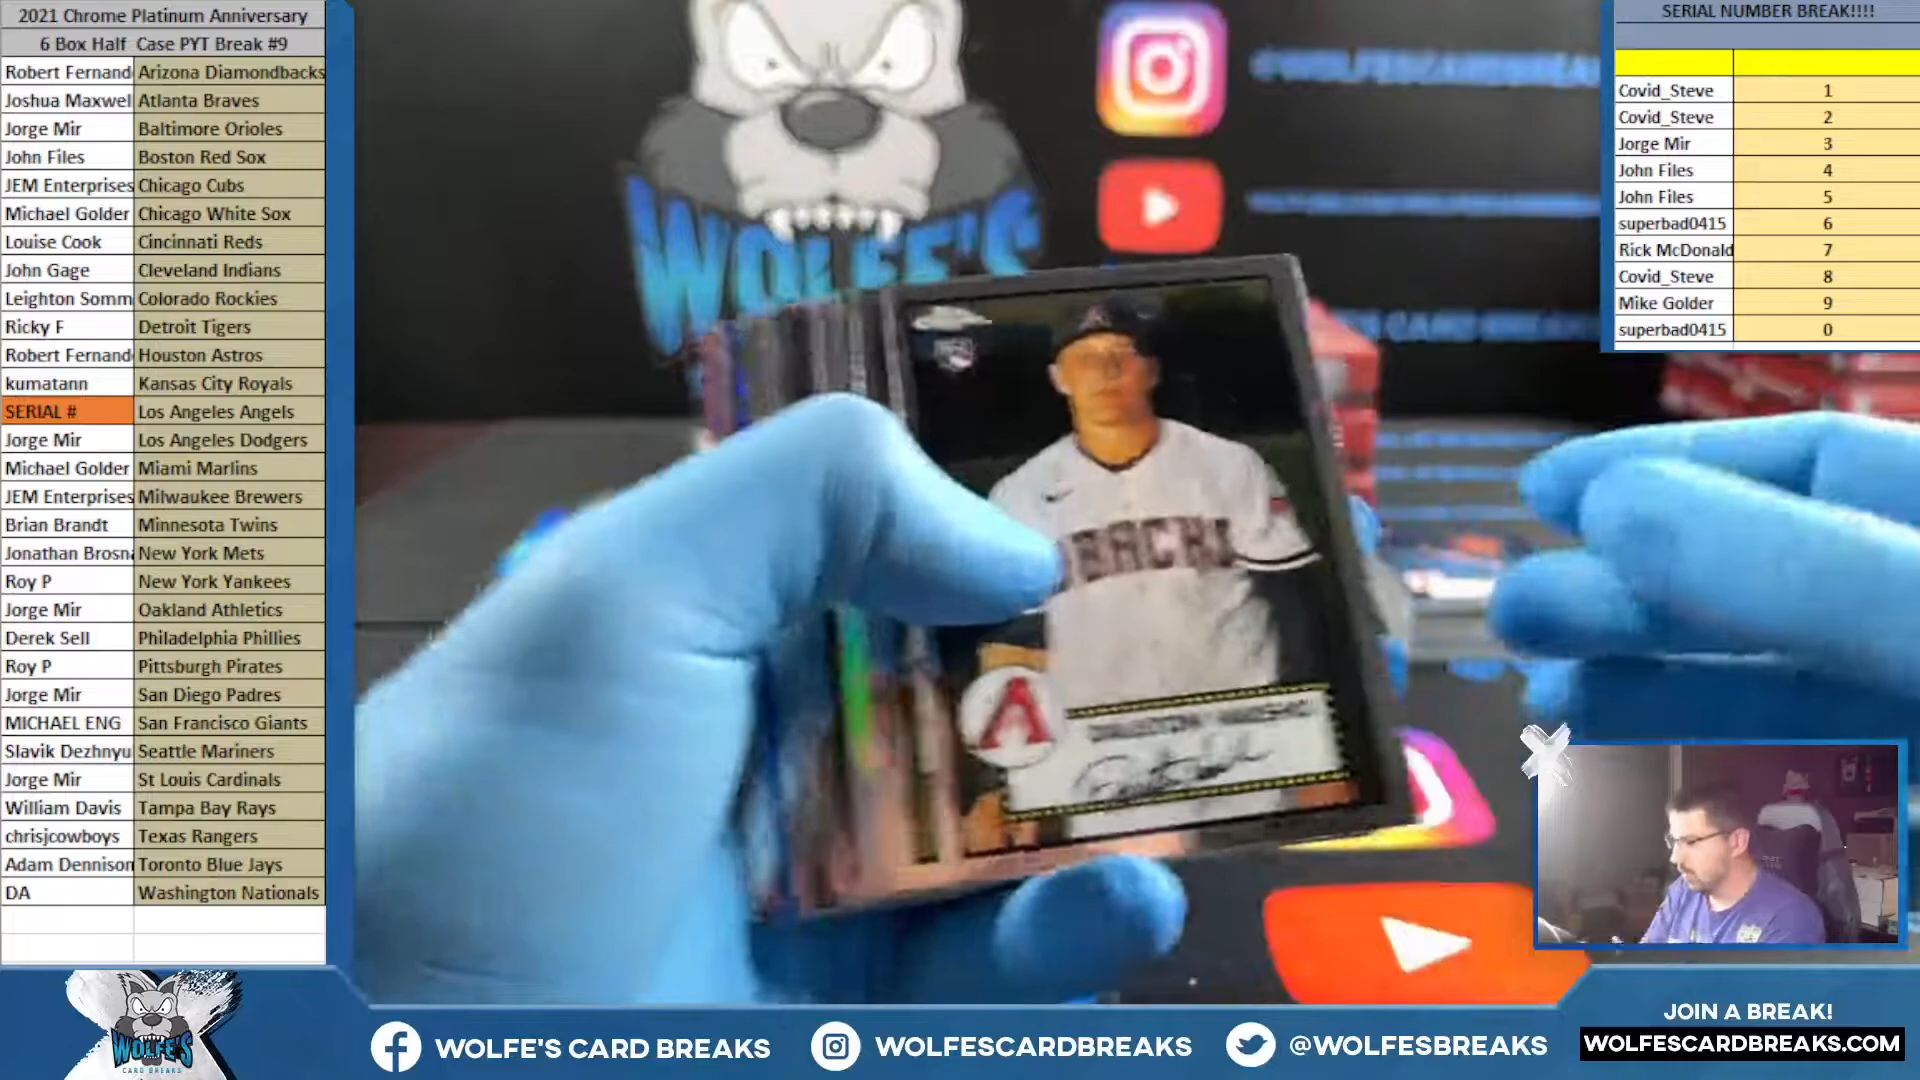 2021 Chrome Platinum Anniversary
6 Box Half Case PYT Break #9
Robert Fernand Arizona Diamondbacks
Joshua Maxwel Atlanta Braves
Jorge Mir Baltimore Orioles
John Files Boston Red Sox
JEM Enterprises Chicago Cubs
Michael Golder Chicago White Sox
Louise Cook Cincinnati Reds
John Gage Cleveland Indians
Leighton Somm Colorado Rockies
Ricky F Detroit Tigers
Robert Fernand Houston Astros
kumatann Kansas City Royals
SERIAL # Los Angeles Angels
Jorge Mir Los Angeles Dodgers
Michael Golder Miami Marlins
JEM Enterprises Milwaukee Brewers
Brian Brandt Minnesota Twins
Jonathan Brosna New York Mets
Roy P New York Yankees
Jorge Mir Oakland Athletics
Derek Sell Philadelphia Phillies
Roy P Pittsburgh Pirates
Jorge Mir San Diego Padres
MICHAEL ENG San Francisco Giants
Slavik Dezhnyu Seattle Mariners
Jorge Mir St Louis Cardinals
William Davis Tampa Bay Rays
chrisjcowboys Texas Rangers
Adam Dennison Toronto Blue Jays
DA Washington Nationals
WOLFE'S
@WOLFESCARDBREAKS
SERIAL NUMBER BREAK!!!!
Covid_Steve 1
Covid_Steve 2
Jorge Mir 3
John Files 4
John Files 5
superbad0415 6
Rick McDonald 7
Covid_Steve 8
Mike Golder 9
superbad0415 0
A
WOLFE'S
CARD BREAKS
WOLFE'S CARD BREAKS
WOLFESCARDBREAKS
@WOLFESBREAKS
JOIN A BREAK!
WOLFESCARDBREAKS.COM